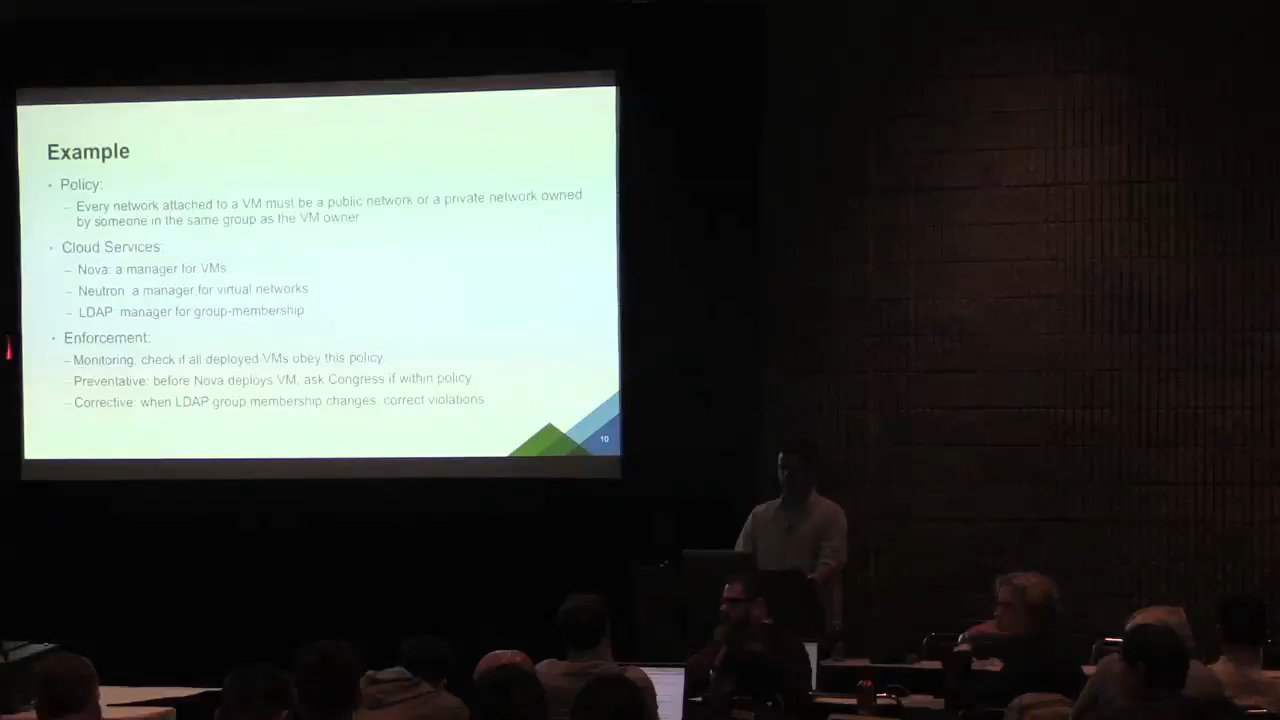 Example
Policy:
– Every network attached to a VM must be a public network or a private network owned
by someone in the same group as the VM owner
Cloud Services:
– Nova: a manager for VMs
– Neutron: a manager for virtual networks
– LDAP: manager for group-membership
Enforcement:
– Monitoring: check if all deployed VMs obey this policy
– Preventative: before Nova deploys VM, ask Congress if within policy
– Corrective: when LDAP group membership changes, correct violations
10